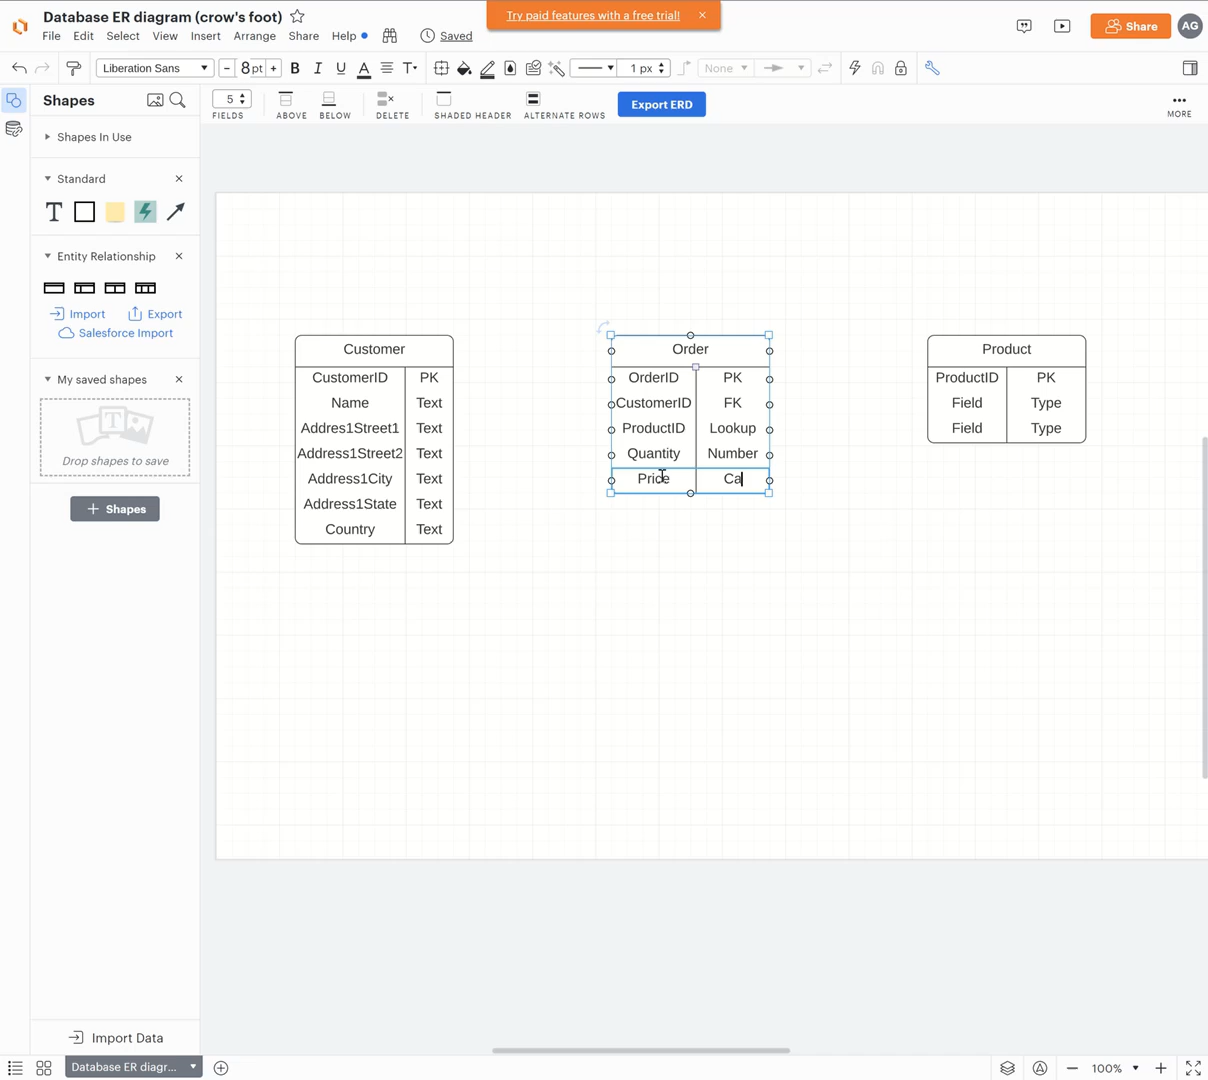 Database ER diagram (crow's foot)
Try paid features with a free trial!
File Edit Select View Insert Arrange Share Help
Saved
Share
AG
Liberation Sans
8 pt
B I U A T
1 px
None
Shapes
5
FIELDS
ABOVE
BELOW
DELETE
SHADED HEADER
ALTERNATE ROWS
Export ERD
MORE
Shapes In Use
Standard
T
Entity Relationship
Import
Export
Salesforce Import
My saved shapes
T
Drop shapes to save
+ Shapes
Customer
CustomerID PK
Name Text
Addres1Street1 Text
Address1Street2 Text
Address1City Text
Address1State Text
Country Text
Order
OrderID PK
CustomerID FK
ProductID Lookup
Quantity Number
Price Ca
Product
ProductID PK
Field Type
Field Type
Import Data
Database ER diagr...
100%